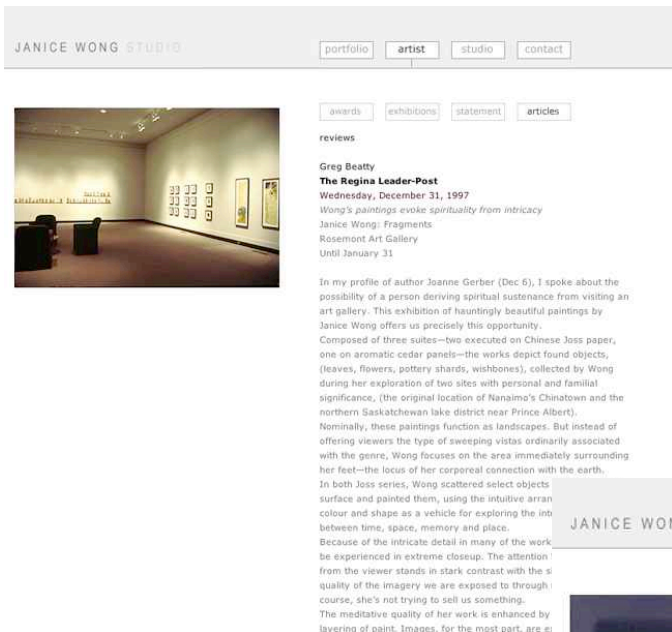 JANICE WONG STUDIO
portfolio
artist
studio
contact
awards
exhibitions
statement
articles
reviews
Greg Beatty
The Regina Leader-Post
Wednesday, December 31, 1997
Wong's paintings evoke spirituality from intricacy
Janice Wong: Fragments
Rosemont Art Gallery
Until January 31
In my profile of author Joanne Gerber (Dec 6), I spoke about the
possibility of a person deriving spiritual sustenance from visiting an
art gallery. This exhibition of hauntingly beautiful paintings by
Janice Wong offers us precisely this opportunity.
Composed of three suites—two executed on Chinese Joss paper,
one on aromatic cedar panels—the works depict found objects,
(leaves, flowers, pottery shards, wishbones), collected by Wong
during her exploration of two sites with personal and familial
significance, (the original location of Nanaimo's Chinatown and the
northern Saskatchewan lake district near Prince Albert).
Nominally, these paintings function as landscapes. But instead of
offering viewers the type of sweeping vistas ordinarily associated
with the genre, Wong focuses on the area immediately surrounding
her feet—the locus of her corporeal connection with the earth.
In both Joss series, Wong scattered select objects
surface and painted them, using the intuitive
colour and shape as a vehicle for exploring the
between time, space, memory and place.
Because of the intricate detail in many of the work
be experienced in extreme closeup. The attention
from the viewer stands in stark contrast with the
quality of the imagery we are exposed to through
course, she's not trying to sell us something.
The meditative quality of her work is enhanced by
layering of paint. Images, for the most part, are
JANICE